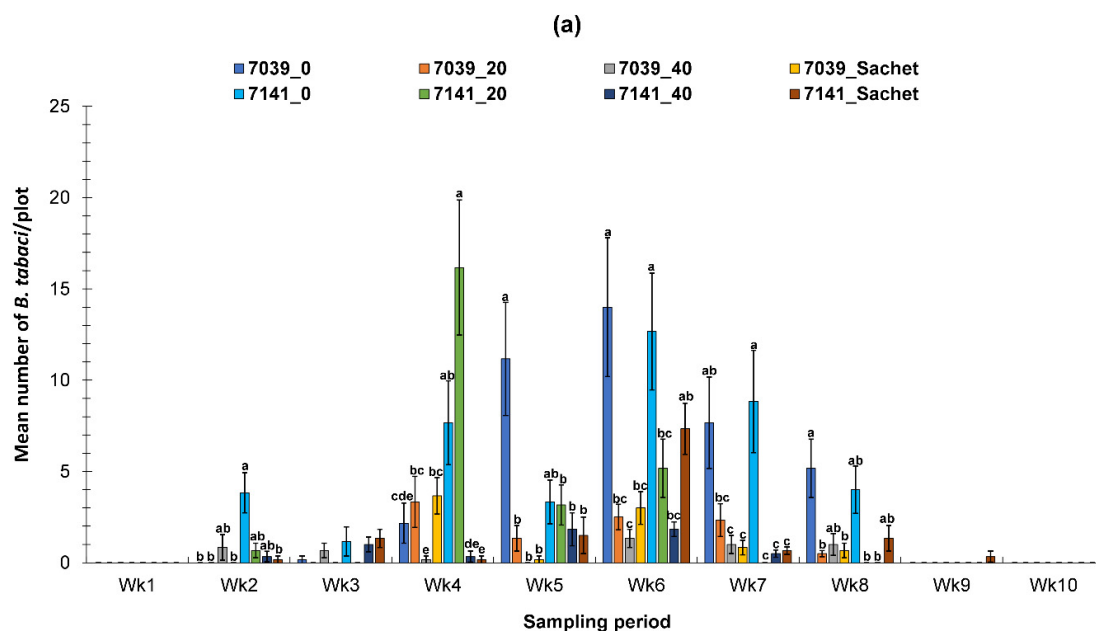 (a)
7039_0 7039_20 7039_40 7039_Sachet
7141_0 7141_20 7141_40 7141_Sachet
Mean number of B. tabaci/plot
25
20
15
10
5
0
b b ab b a ab ab b
cde bc e bc ab a de e
a b b b ab b b b
a bc c bc a bc bc ab
ab bc c c a c c c
a b ab b ab b b ab
Wk1 Wk2 Wk3 Wk4 Wk5 Wk6 Wk7 Wk8 Wk9 Wk10
Sampling period